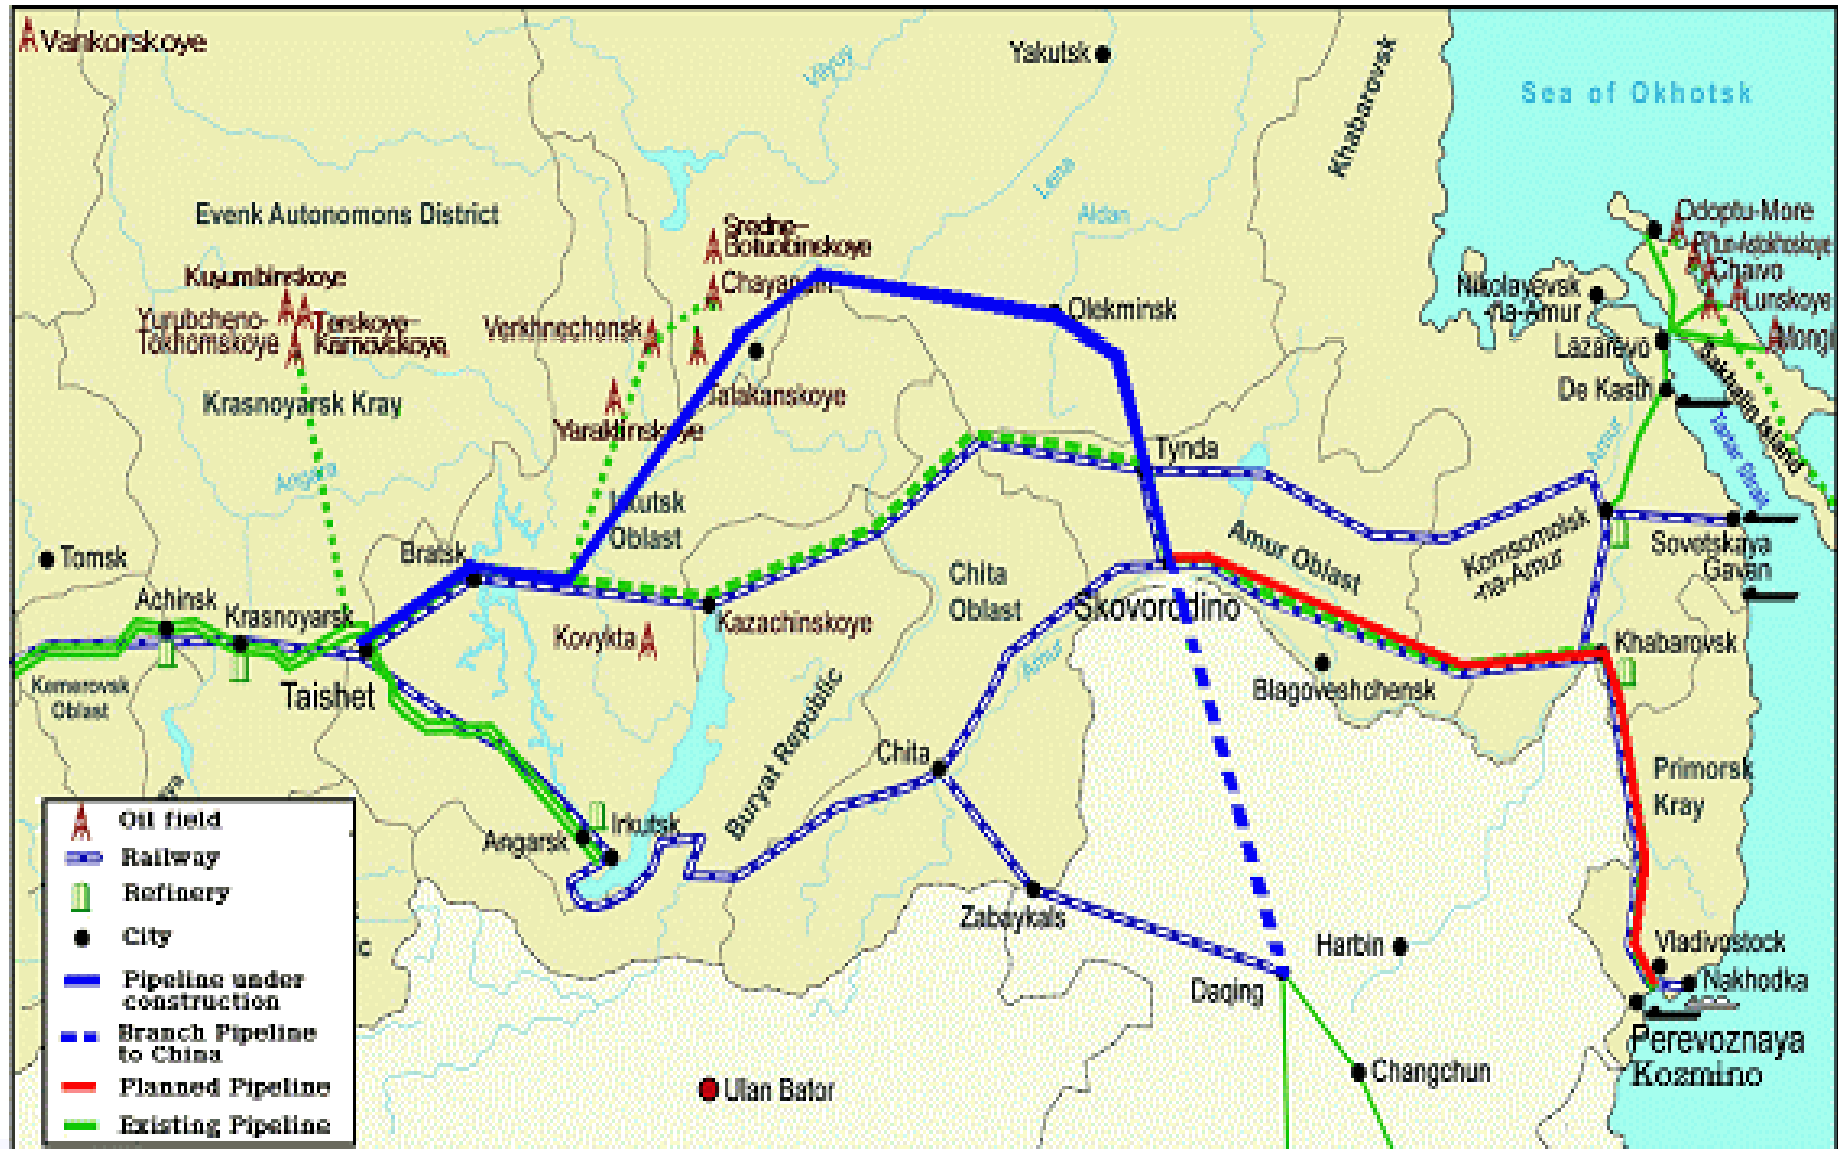 Vankorskoye
Yakutsk
Vilyuy
Khabarovsk
Sea of Okhotsk
Lena
Aldan
Evenk Autonomons District
Sredne-
Botuobinskoye
Odoptu-More
Chaivo
Lunskoye
Mongi
Kuyumbinskoye
Chayandin
Olekminsk
Nikolayevsk
-na-Amur
Yurubcheno-
Tokhomskoye
Terskoye-
Kamovskoye
Verkhnechonsk
Lazarevo
Sakhalin Island
De Kastri
Talakanskoye
Krasnoyarsk Kray
Yaraktinskoye
Tynda
Amur
Tatar Strait
Angara
Irkutsk
Oblast
Bratsk
Tomsk
Chita
Oblast
Amur Oblast
Komsomolsk
-na-Amur
Sovetskaya
Gavan
Achinsk
Krasnoyarsk
Kazachinskoye
Skovorodino
Kovykta
Khabarovsk
Kemerovsk
Oblast
Taishet
Amur
Blagoveshchensk
Buryat Republic
Chita
Primorsk
Kray
Angarsk
Irkutsk
Zabaykals
Harbin
Vladivostock
Nakhodka
Daqing
Perevoznaya
Kozmino
Changchun
Ulan Bator
Oil field
Railway
Refinery
City
Pipeline under
construction
Branch Pipeline
to China
Planned Pipeline
Existing Pipeline